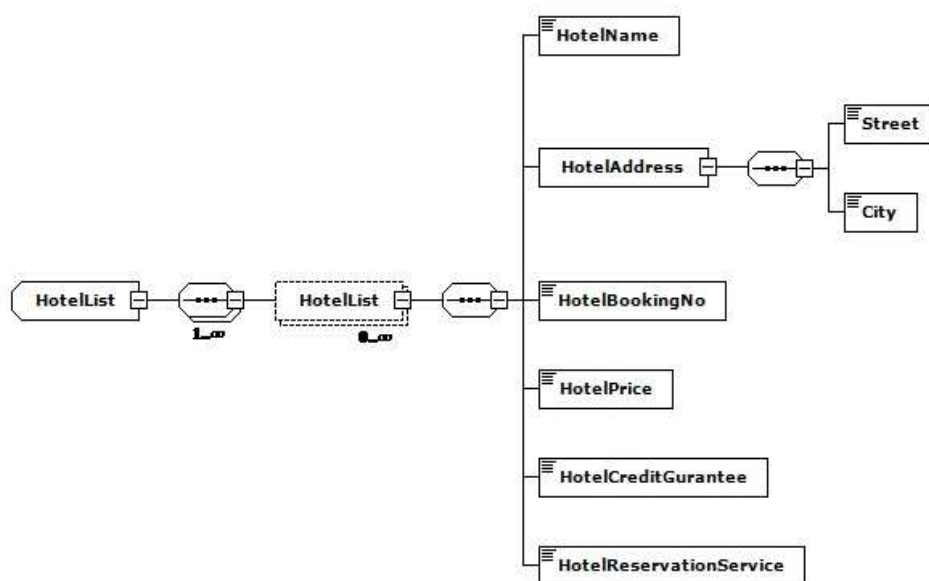 HotelName
Street
HotelAddress
City
HotelList
HotelList
HotelBookingNo
1..∞
0..∞
HotelPrice
HotelCreditGurantee
HotelReservationService